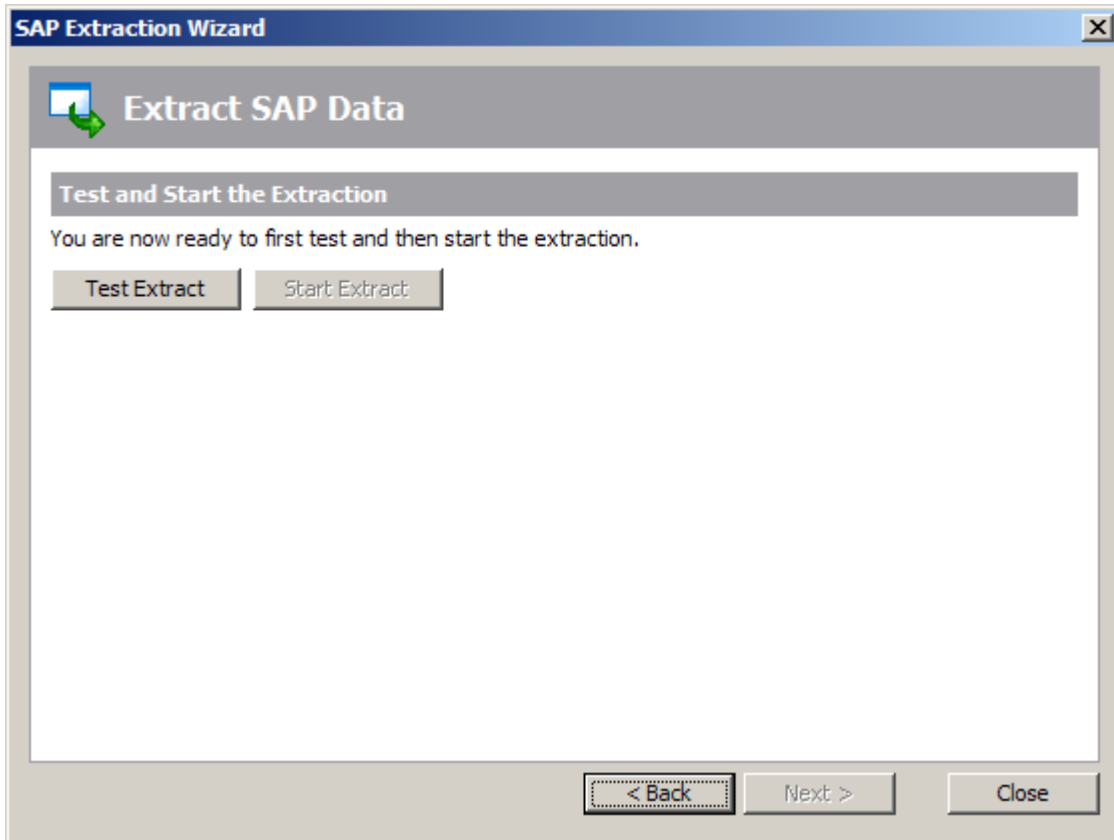 SAP Extraction Wizard
Extract SAP Data
Test and Start the Extraction
You are now ready to first test and then start the extraction.
Test Extract Start Extract
< Back Next > Close